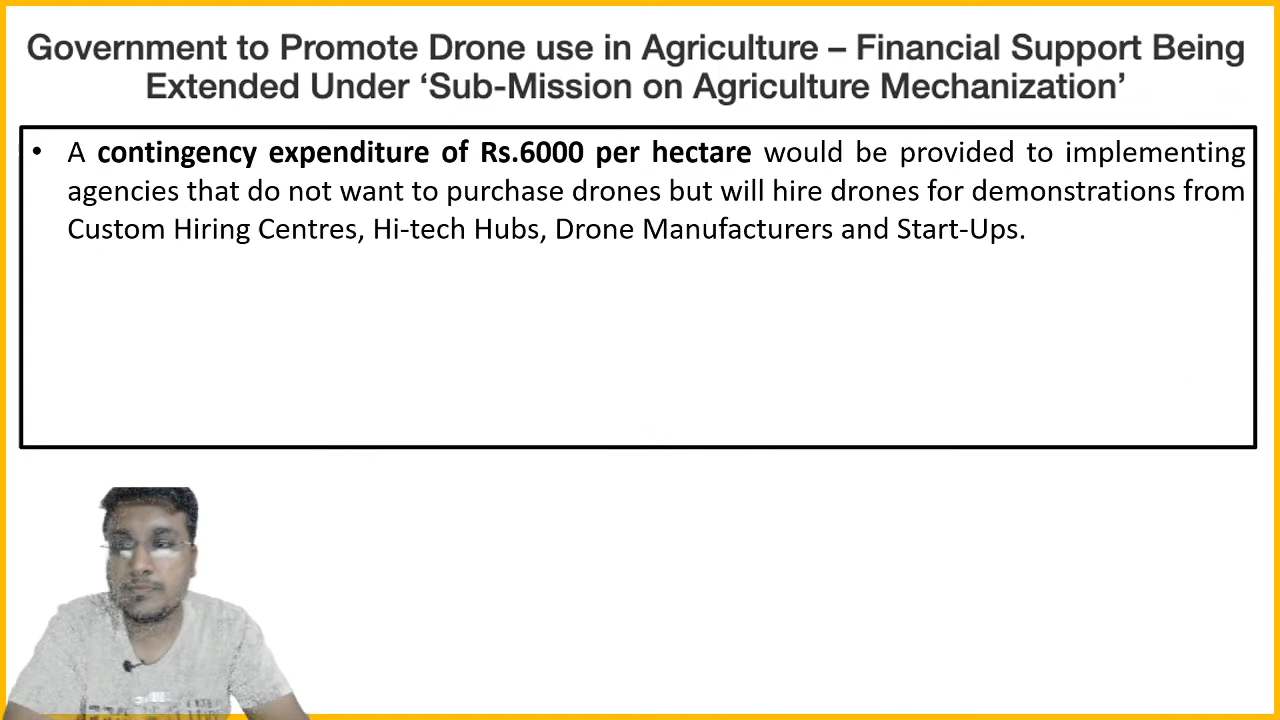 Government to Promote Drone use in Agriculture – Financial Support Being
Extended Under ‘Sub-Mission on Agriculture Mechanization’
• A contingency expenditure of Rs.6000 per hectare would be provided to implementing
agencies that do not want to purchase drones but will hire drones for demonstrations from
Custom Hiring Centres, Hi-tech Hubs, Drone Manufacturers and Start-Ups.